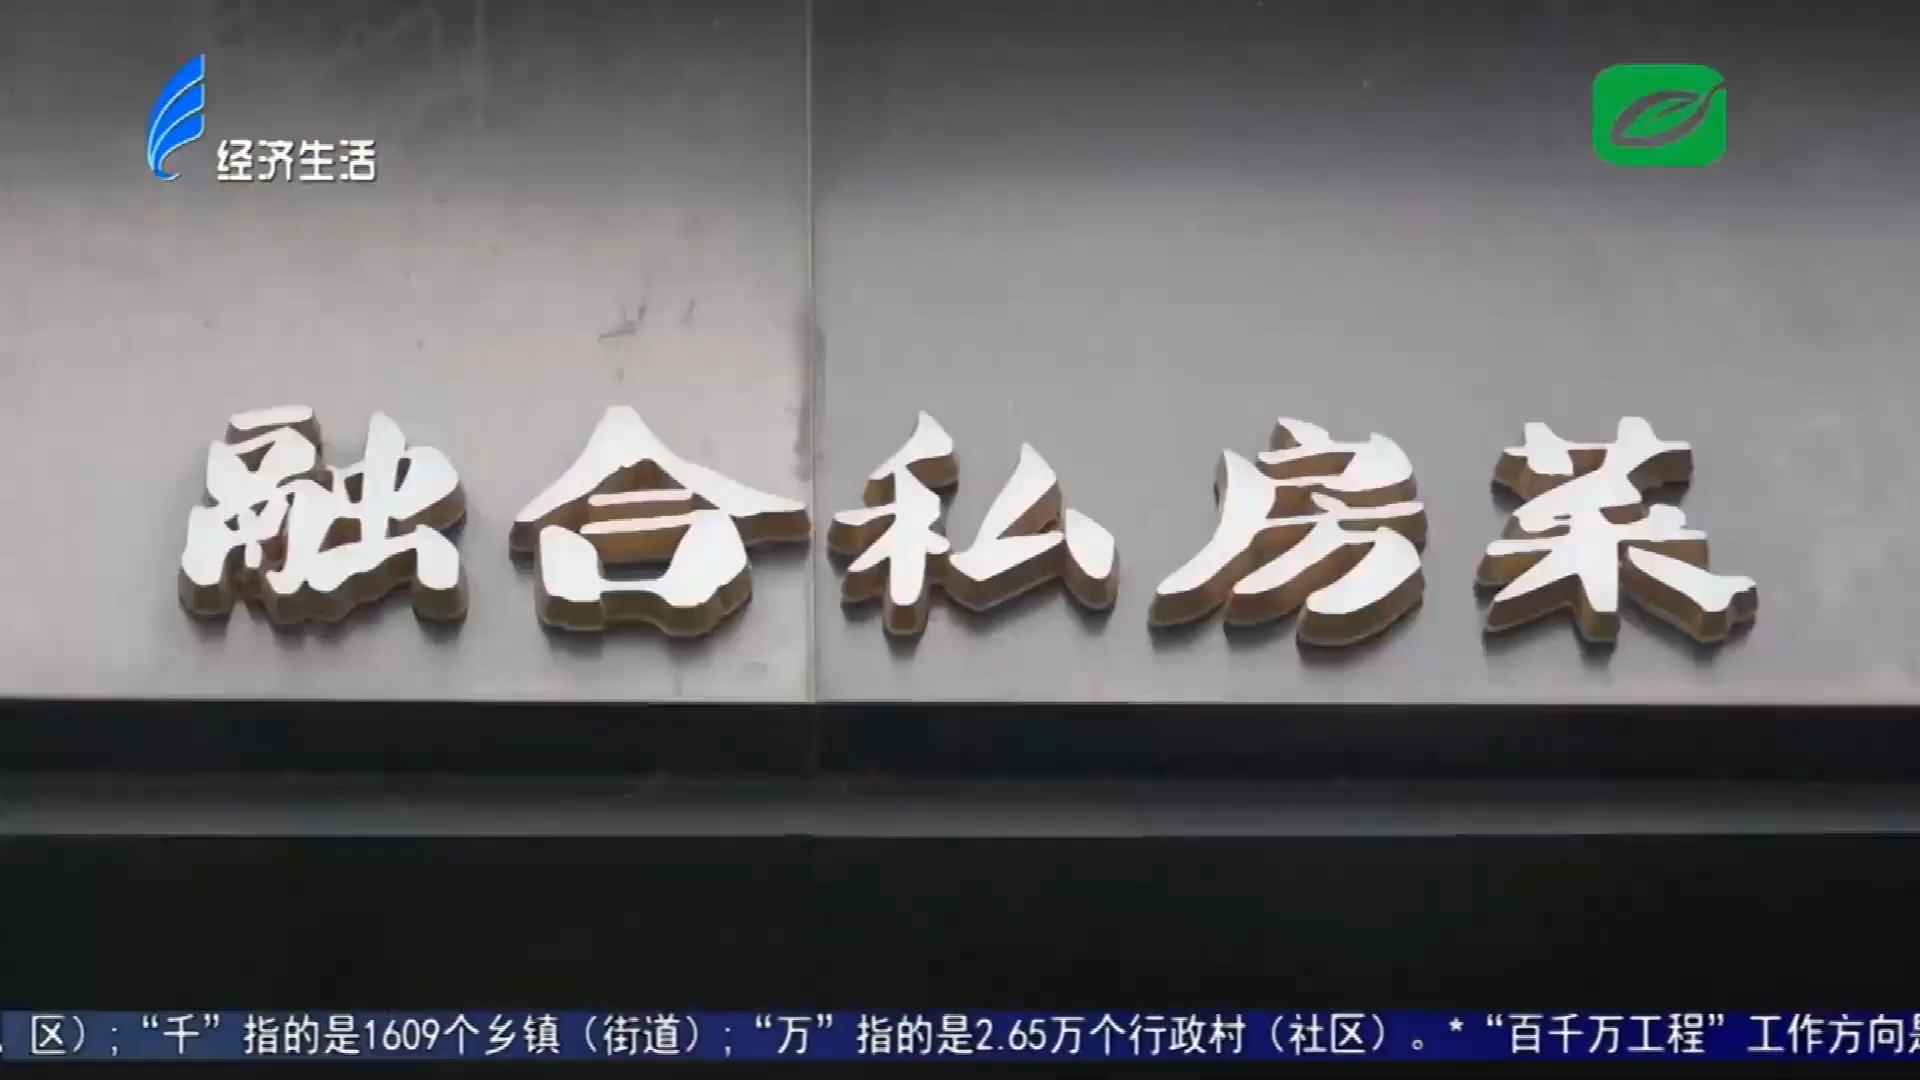 经济生活
融合私房菜
区）；“千”指的是1609个乡镇（街道）；“万”指的是2.65万个行政村（社区）。*“百千万工程”工作方向是